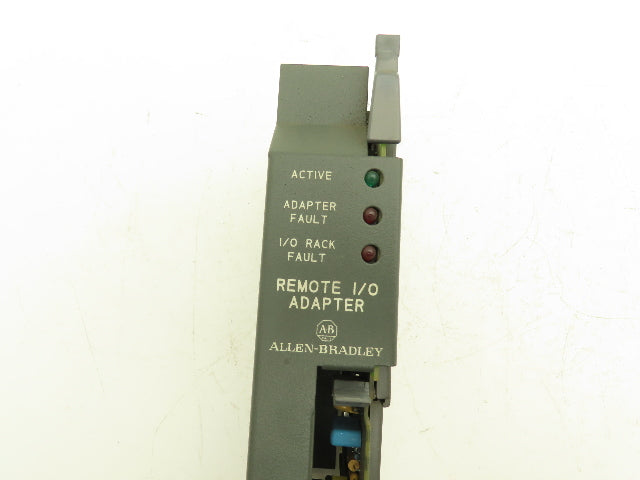 ACTIVE
ADAPTER
FAULT
I/O RACK
FAULT
REMOTE I/O
ADAPTER
AB
ALLEN-BRADLEY